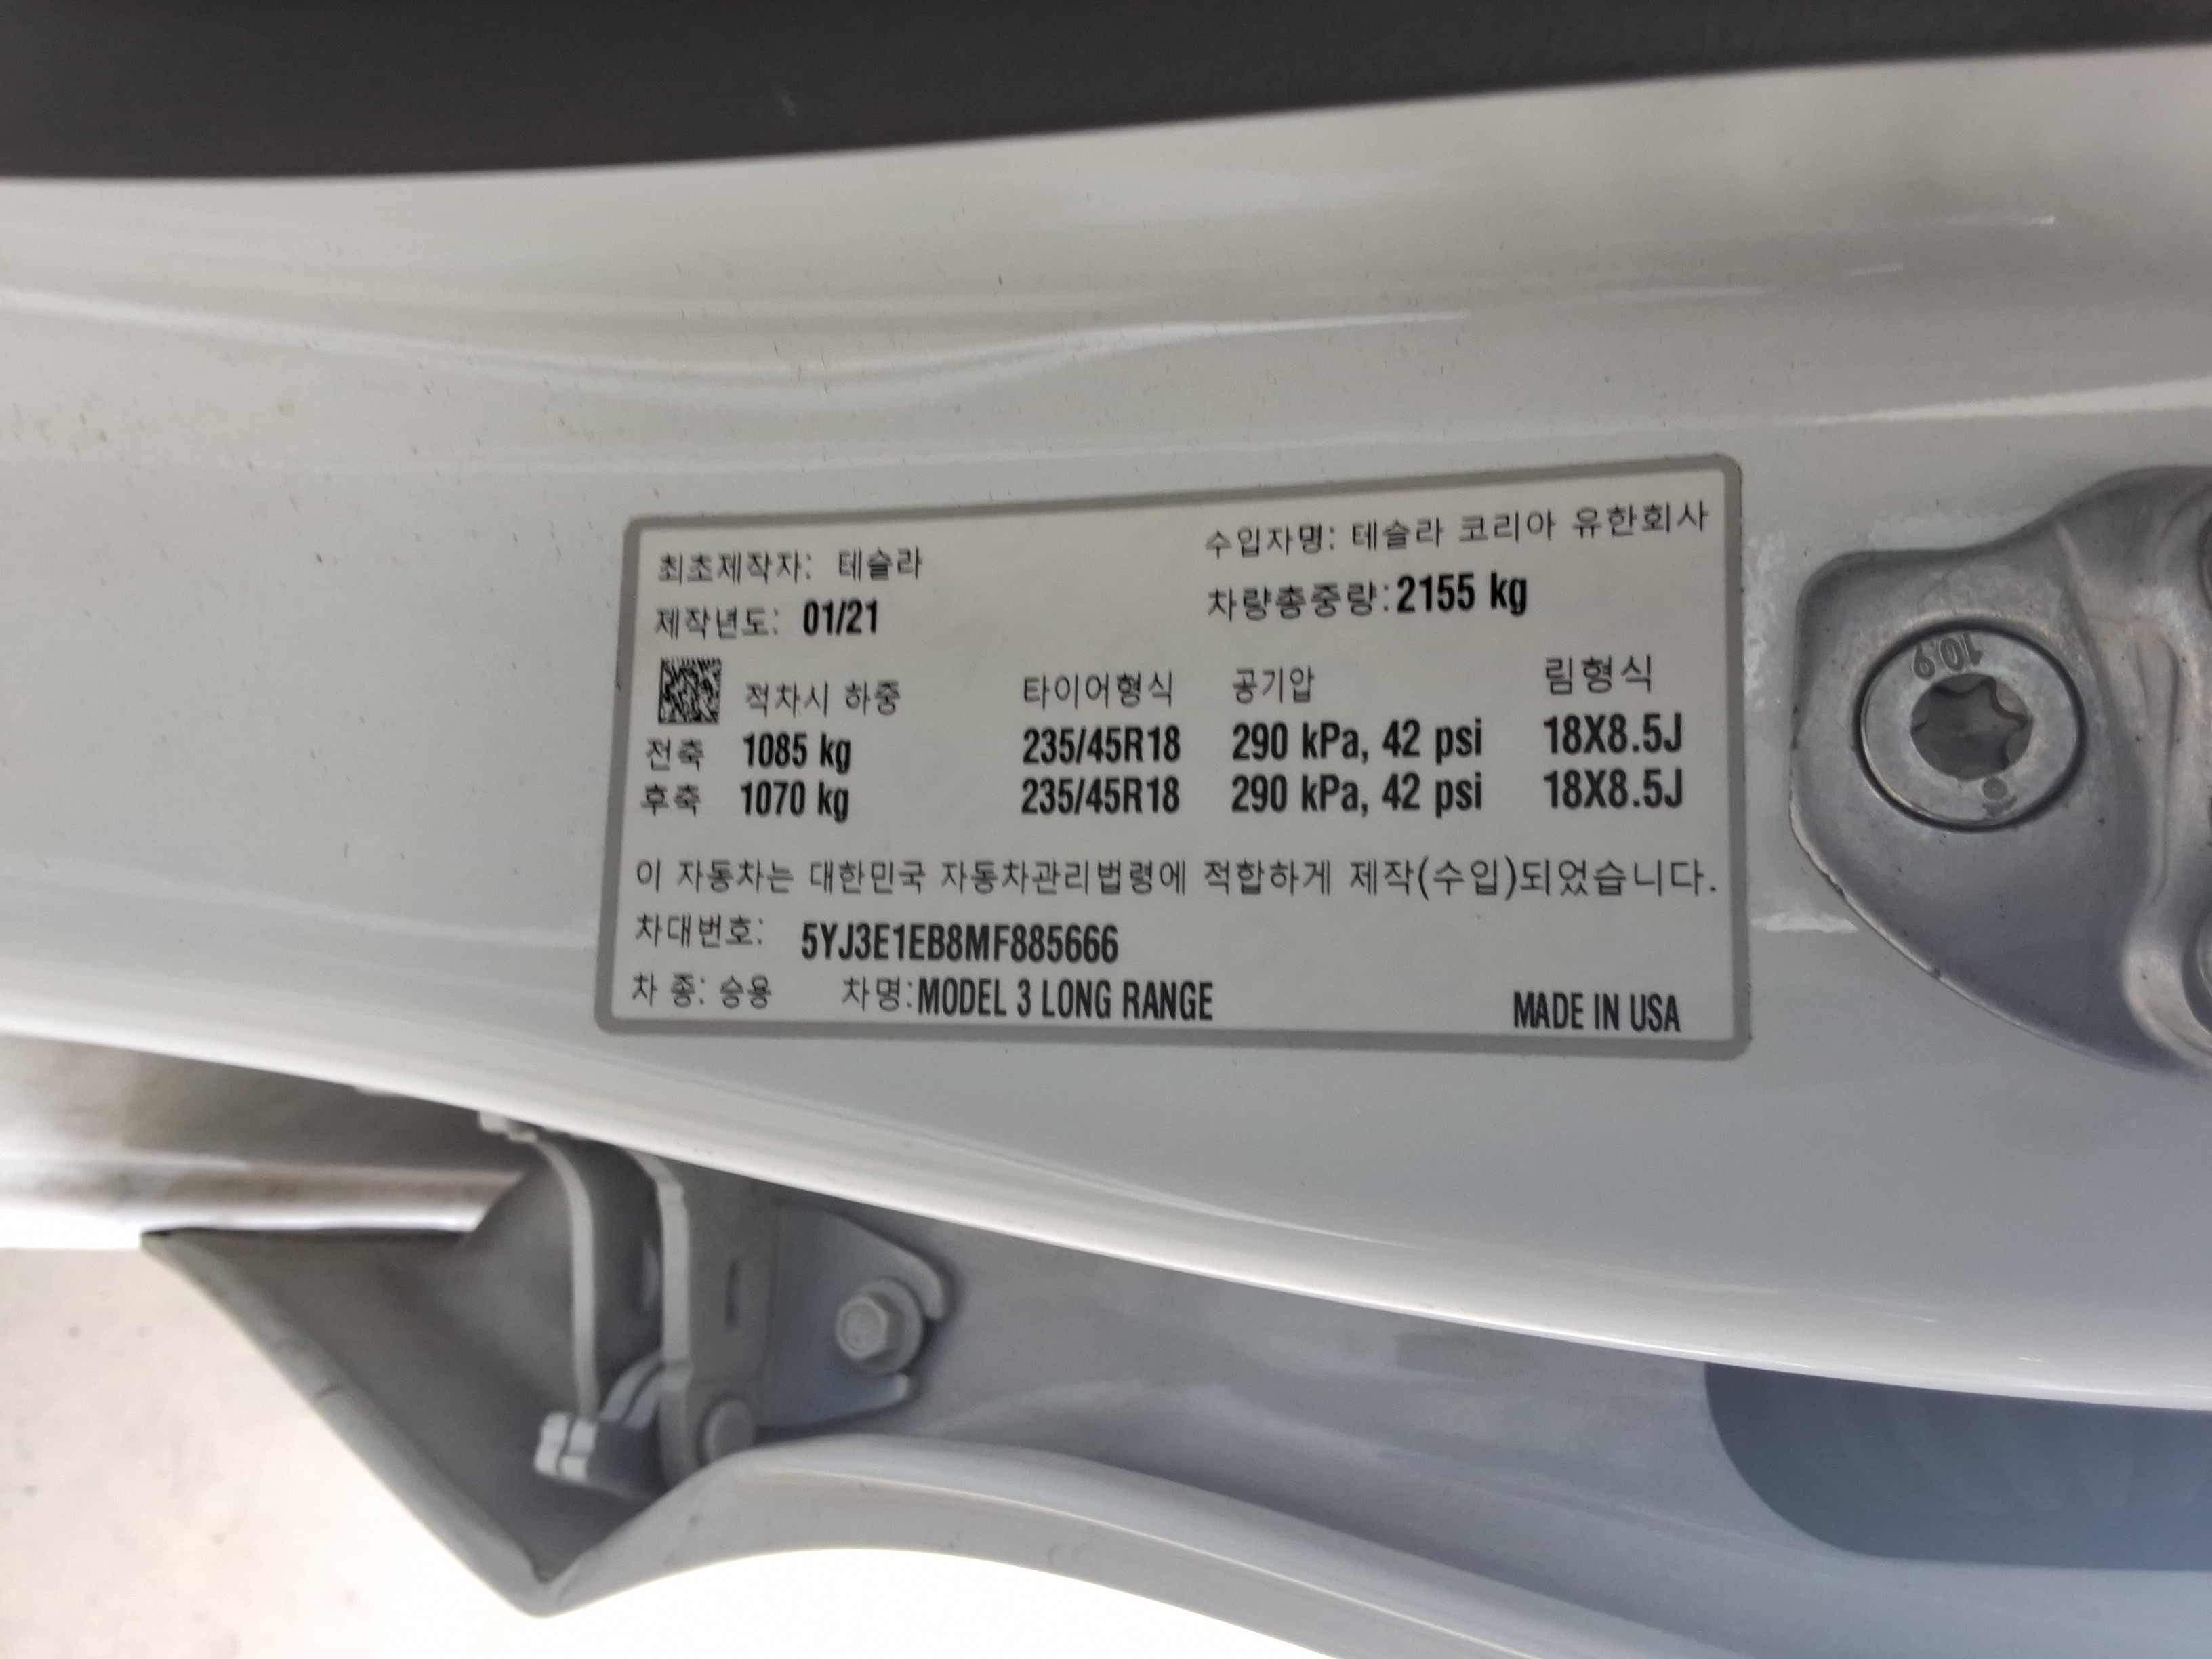 최초제작자: 테슬라 수입자명: 테슬라 코리아 유한회사
제작년도: 01/21 차량총중량: 2155 kg
적차시 하중 타이어형식 공기압 림형식
전축 1085 kg 235/45R18 290 kPa, 42 psi 18X8.5J
후축 1070 kg 235/45R18 290 kPa, 42 psi 18X8.5J
이 자동차는 대한민국 자동차관리법령에 적합하게 제작(수입)되었습니다.
차대번호: 5YJ3E1EB8MF885666
차 종: 승용 차명: MODEL 3 LONG RANGE MADE IN USA
10.9